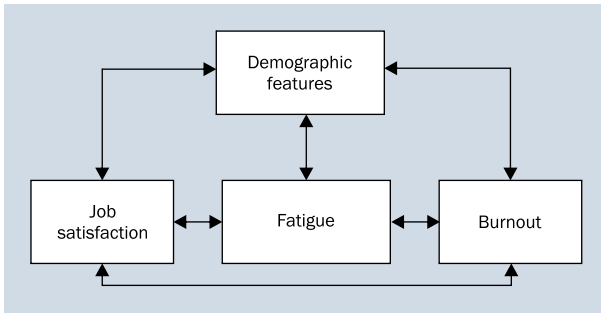 Demographic
features
Job
satisfaction
Fatigue
Burnout